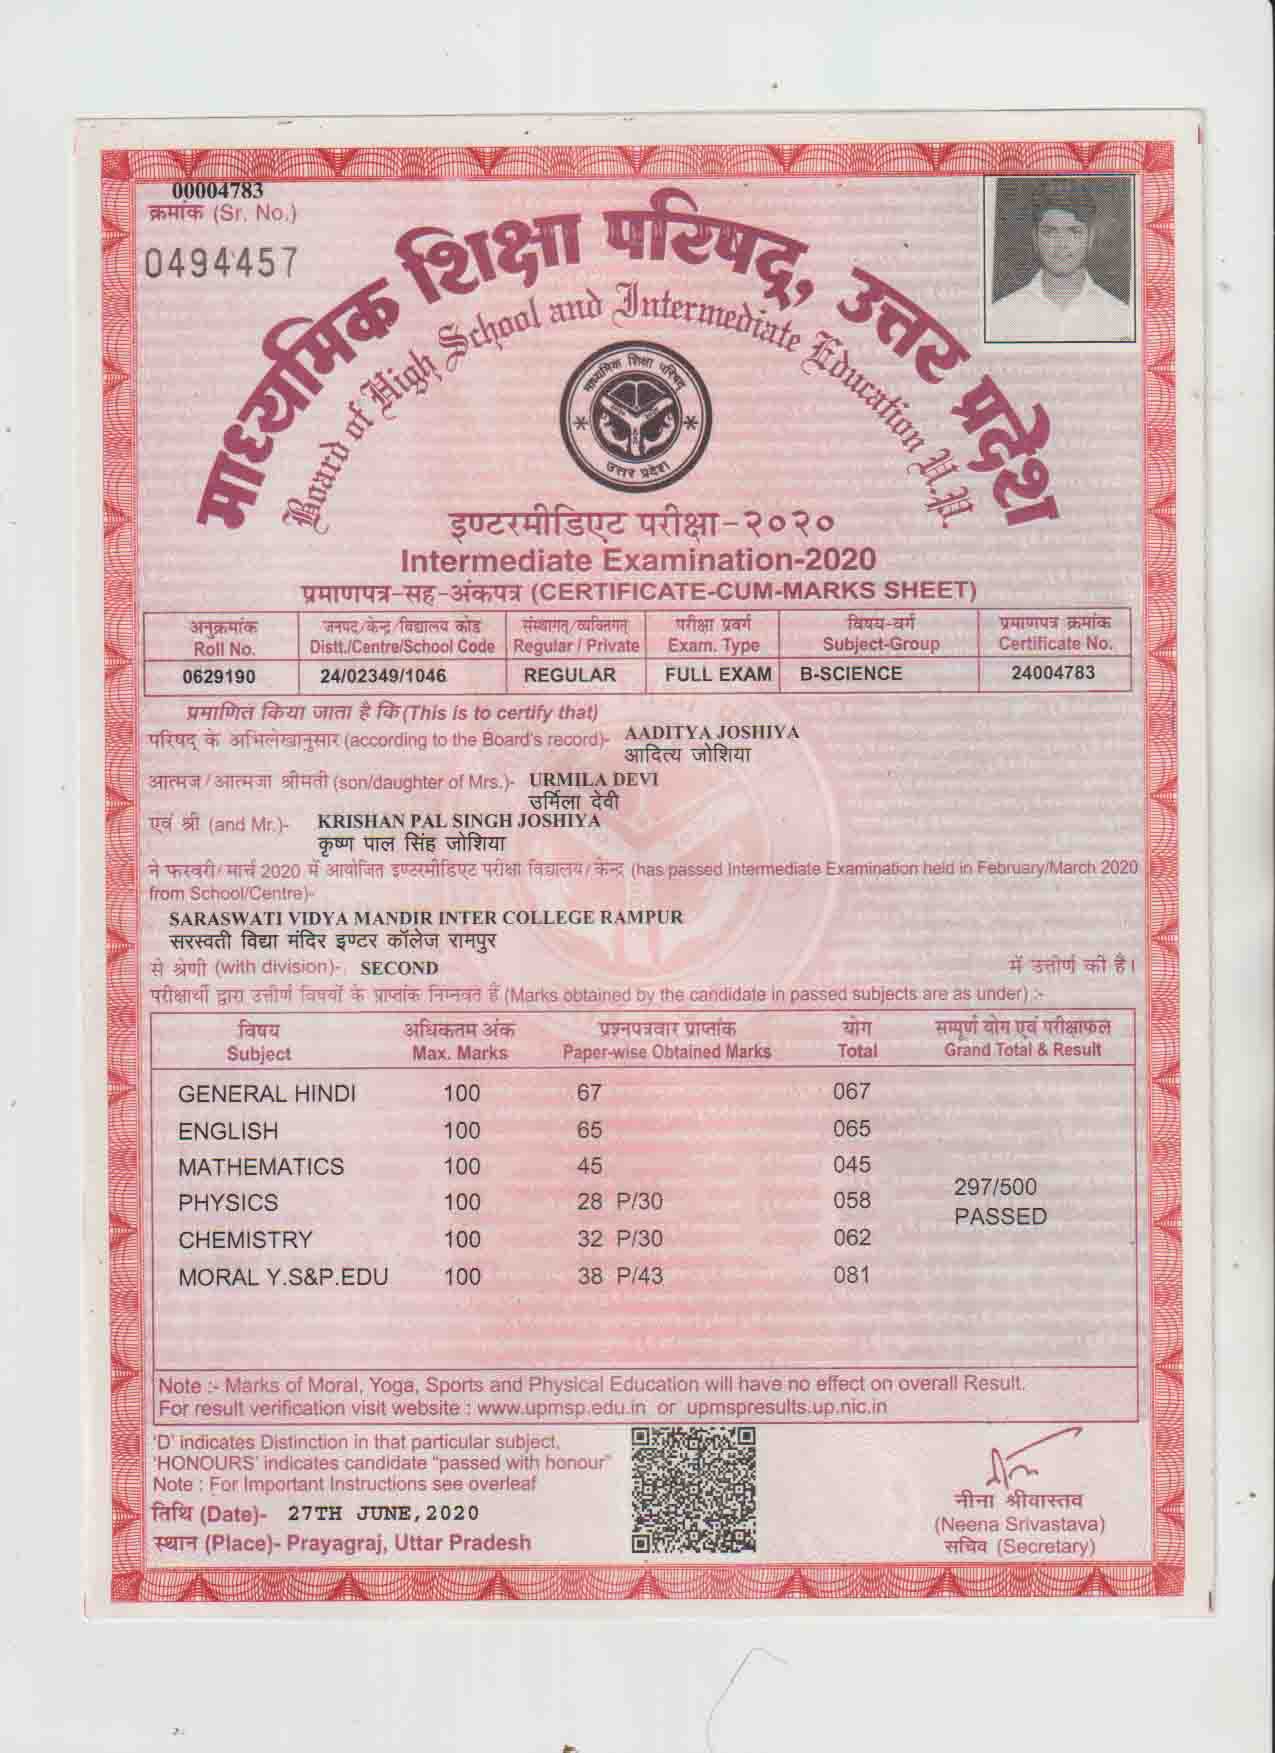 00004783
क्रमांक (Sr. No.)
0494457
माध्यमिक शिक्षा परिषद्, उत्तर प्रदेश
Board of High School and Intermediate Education U.P.
माध्यमिक शिक्षा परिषद्
उत्तर प्रदेश
इण्टरमीडिएट परीक्षा-२०२०
Intermediate Examination-2020
प्रमाणपत्र-सह-अंकपत्र (CERTIFICATE-CUM-MARKS SHEET)
अनुक्रमांक जनपद/केन्द्र/विद्यालय कोड संस्थागत/व्यक्तिगत परीक्षा प्रवर्ग विषय-वर्ग प्रमाणपत्र क्रमांक
Roll No. Distt./Centre/School Code Regular / Private Exam. Type Subject-Group Certificate No.
0629190 24/02349/1046 REGULAR FULL EXAM B-SCIENCE 24004783
प्रमाणित किया जाता है कि (This is to certify that)
परिषद् के अभिलेखानुसार (according to the Board's record)- AADITYA JOSHIYA
आदित्य जोशिया
आत्मज/आत्मजा श्रीमती (son/daughter of Mrs.)- URMILA DEVI
उर्मिला देवी
एवं श्री (and Mr.)- KRISHAN PAL SINGH JOSHIYA
कृष्ण पाल सिंह जोशिया
ने फरवरी/मार्च 2020 में आयोजित इण्टरमीडिएट परीक्षा विद्यालय/केन्द्र (has passed Intermediate Examination held in February/March 2020
from School/Centre)-
SARASWATI VIDYA MANDIR INTER COLLEGE RAMPUR
सरस्वती विद्या मंदिर इण्टर कॉलेज रामपुर
से श्रेणी (with division)- SECOND में उत्तीर्ण की है।
परीक्षार्थी द्वारा उत्तीर्ण विषयों के प्राप्तांक निम्नवत हैं (Marks obtained by the candidate in passed subjects are as under) :-
विषय अधिकतम अंक प्रश्नपत्रवार प्राप्तांक योग सम्पूर्ण योग एवं परीक्षाफल
Subject Max. Marks Paper-wise Obtained Marks Total Grand Total & Result
GENERAL HINDI 100 67 067
ENGLISH 100 65 065
MATHEMATICS 100 45 045
297/500
PHYSICS 100 28 P/30 058
PASSED
CHEMISTRY 100 32 P/30 062
MORAL Y.S&P.EDU 100 38 P/43 081
Note :- Marks of Moral, Yoga, Sports and Physical Education will have no effect on overall Result.
For result verification visit website : www.upmsp.edu.in or upmspresults.up.nic.in
'D' indicates Distinction in that particular subject,
'HONOURS' indicates candidate "passed with honour"
Note : For Important Instructions see overleaf
तिथि (Date)- 27TH JUNE,2020
स्थान (Place)- Prayagraj, Uttar Pradesh
नीना श्रीवास्तव
(Neena Srivastava)
सचिव (Secretary)